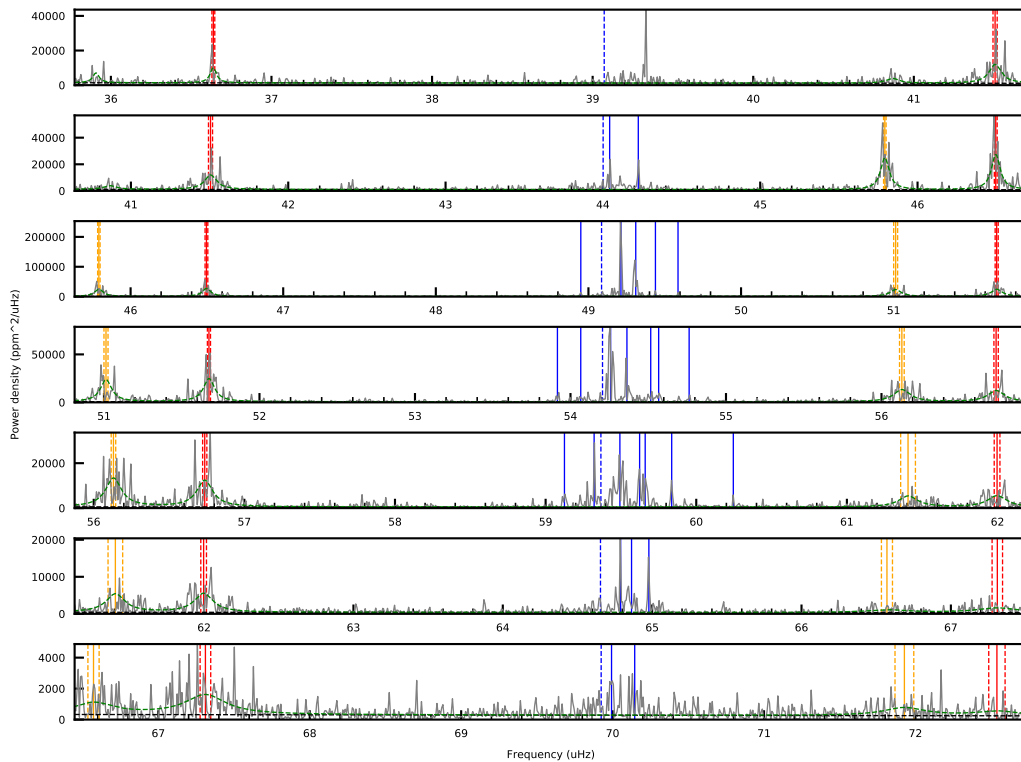 40000
20000
0
36 37 38 39 40 41
40000
20000
0
41 42 43 44 45 46
200000
100000
0
46 47 48 49 50 51
50000
0
51 52 53 54 55 56
Power density (ppm^2/uHz)
20000
0
56 57 58 59 60 61 62
20000
10000
0
62 63 64 65 66 67
4000
2000
0
67 68 69 70 71 72
Frequency (uHz)